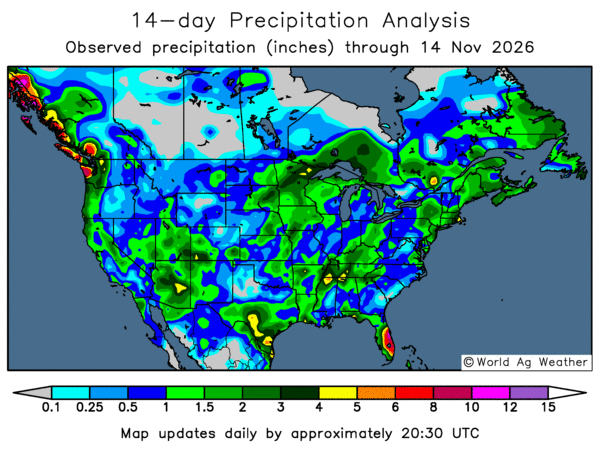 14-day Precipitation Analysis
Observed precipitation (inches) through 14 Nov 2026
© World Ag Weather
0.1 0.25 0.5 1 1.5 2 3 4 5 6 8 10 12 15
Map updates daily by approximately 20:30 UTC